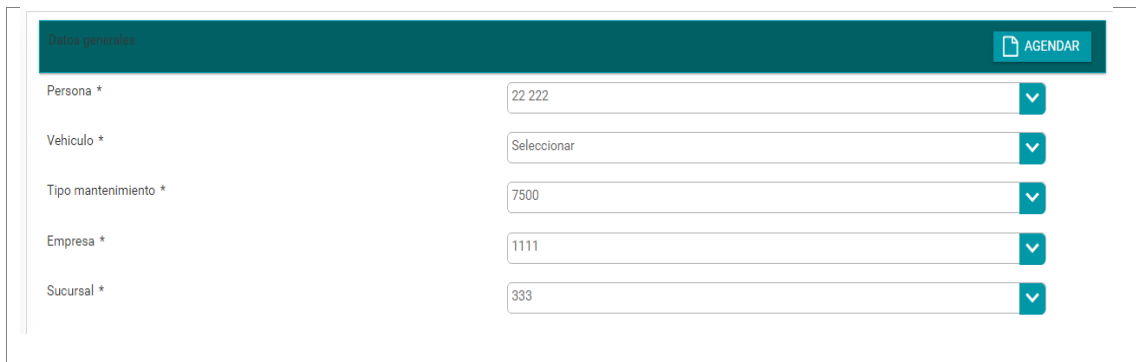 Datos generales
AGENDAR
Persona *
22 222
Vehiculo *
Seleccionar
Tipo mantenimiento *
7500
Empresa *
1111
Sucursal *
333